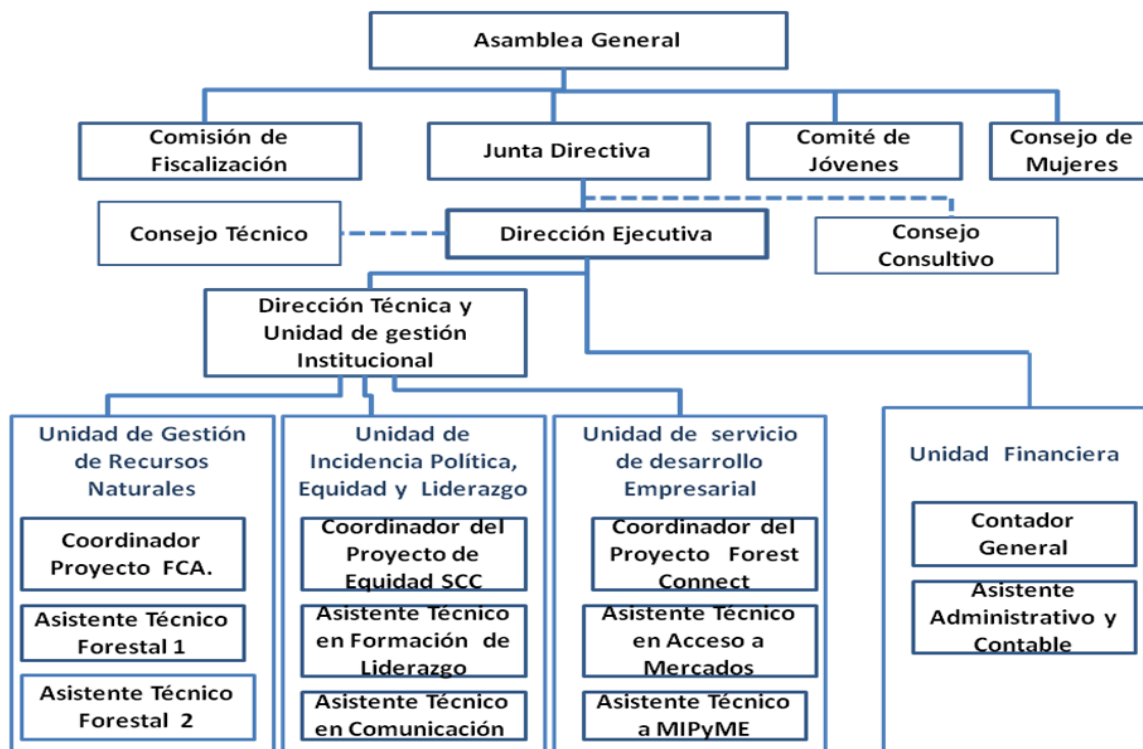 Asamblea General
Comisión de
Fiscalización
Junta Directiva
Comité de
Jóvenes
Consejo de
Mujeres
Consejo Técnico
Dirección Ejecutiva
Consejo
Consultivo
Dirección Técnica y
Unidad de gestión
Institucional
Unidad de Gestión
de Recursos
Naturales
Coordinador
Proyecto FCA.
Asistente Técnico
Forestal 1
Asistente Técnico
Forestal 2
Unidad de
Incidencia Política,
Equidad y Liderazgo
Coordinador del
Proyecto de
Equidad SCC
Asistente Técnico
en Formación de
Liderazgo
Asistente Técnico
en Comunicación
Unidad de servicio
de desarrollo
Empresarial
Coordinador del
Proyecto Forest
Connect
Asistente Técnico
en Acceso a
Mercados
Asistente Técnico
a MIPyME
Unidad Financiera
Contador
General
Asistente
Administrativo y
Contable